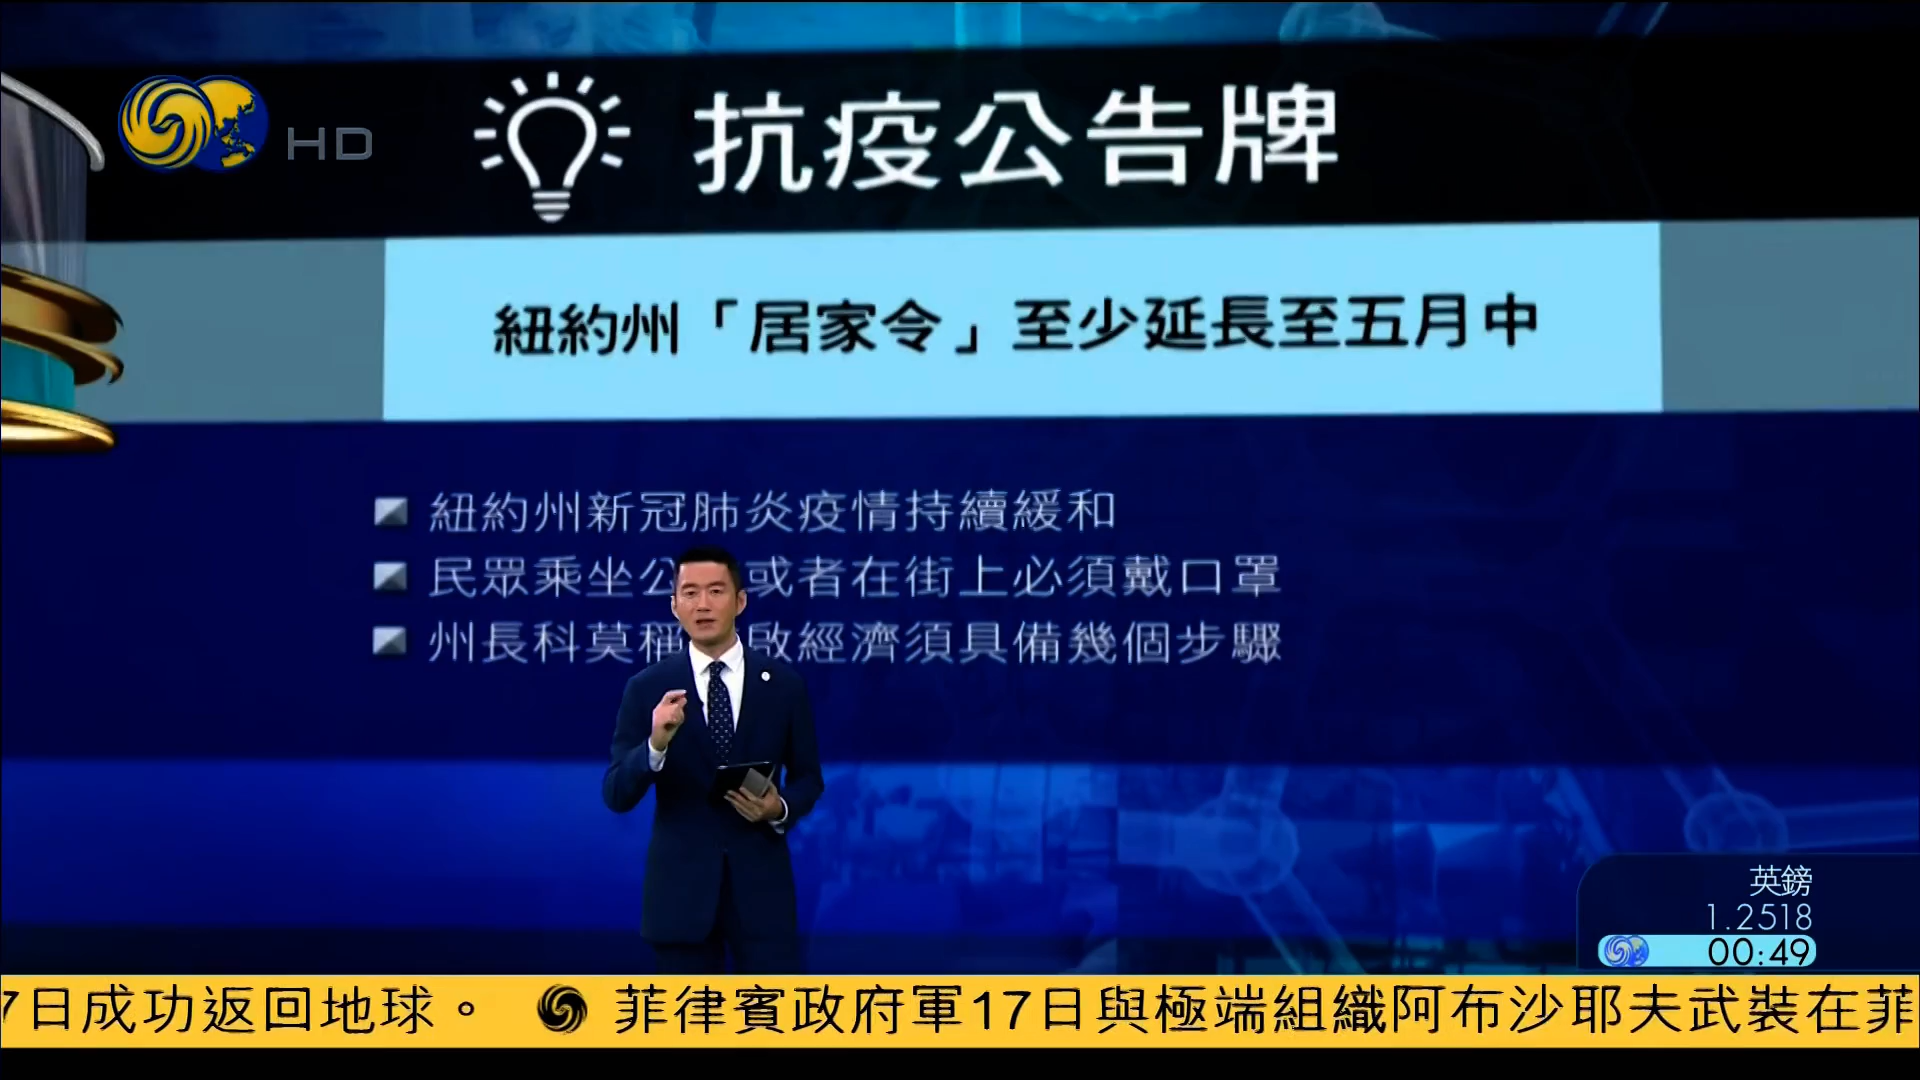 HD
抗疫公告牌
紐約州「居家令」至少延長至五月中
紐約州新冠肺炎疫情持續緩和
民眾乘坐公 或者在街上必須戴口罩
州長科莫稱 啟經濟須具備幾個步驟
英鎊
1.2518
00:49
7日成功返回地球。 菲律賓政府軍17日與極端組織阿布沙耶夫武裝在菲